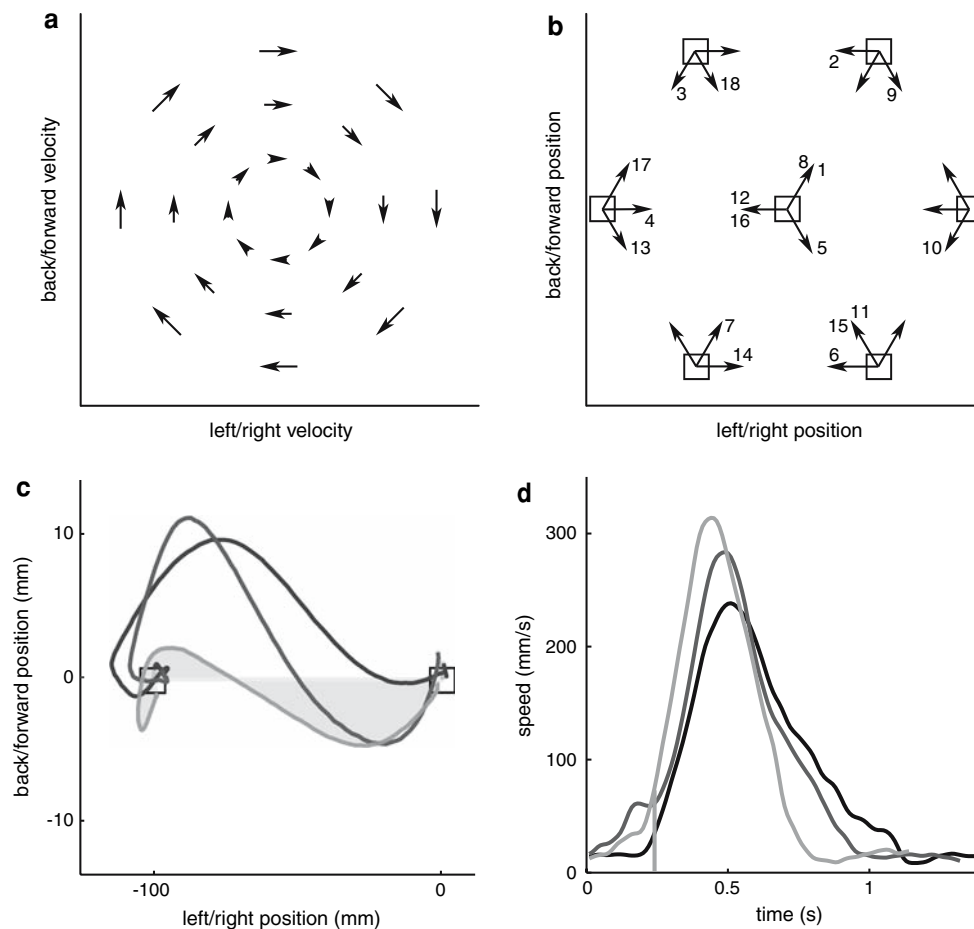 a
back/forward velocity
left/right velocity
b
2
3
18
9
17
8
1
12
4
16
13
5
10
7
11
15
14
6
back/forward position
left/right position
c
10
0
-10
back/forward position (mm)
-100
0
left/right position (mm)
d
300
200
100
0
speed (mm/s)
0
0.5
1
time (s)